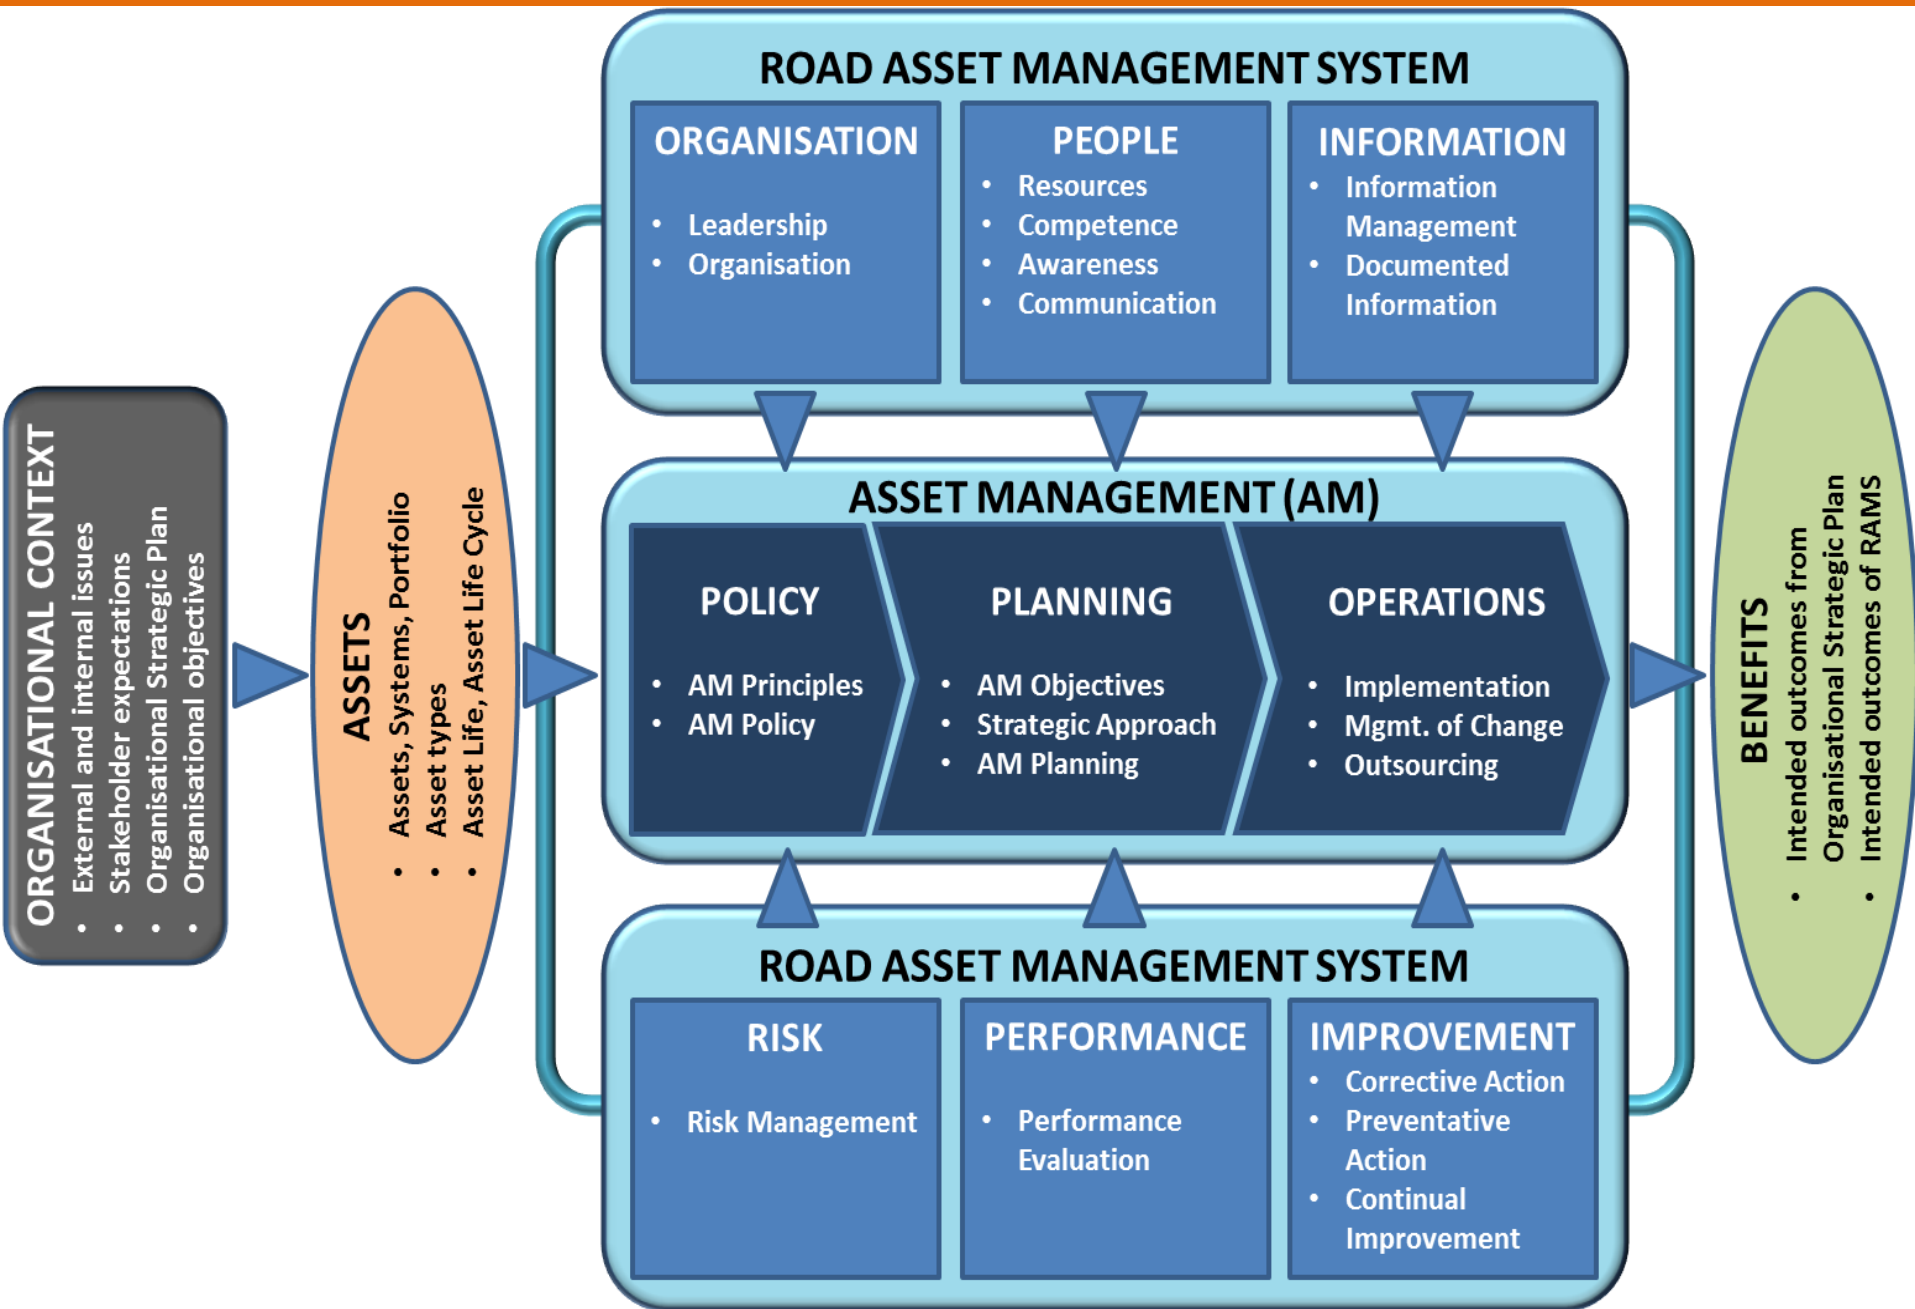 ORGANISATIONAL CONTEXT
• External and internal issues
• Stakeholder expectations
• Organisational Strategic Plan
• Organisational objectives
ASSETS
• Assets, Systems, Portfolio
• Asset types
• Asset Life, Asset Life Cycle
ROAD ASSET MANAGEMENT SYSTEM
ORGANISATION
• Leadership
• Organisation
PEOPLE
• Resources
• Competence
• Awareness
• Communication
INFORMATION
• Information
Management
• Documented
Information
ASSET MANAGEMENT (AM)
POLICY
• AM Principles
• AM Policy
PLANNING
• AM Objectives
• Strategic Approach
• AM Planning
OPERATIONS
• Implementation
• Mgmt. of Change
• Outsourcing
ROAD ASSET MANAGEMENT SYSTEM
RISK
• Risk Management
PERFORMANCE
• Performance
Evaluation
IMPROVEMENT
• Corrective Action
• Preventative
Action
• Continual
Improvement
BENEFITS
• Intended outcomes from
Organisational Strategic Plan
• Intended outcomes of RAMS